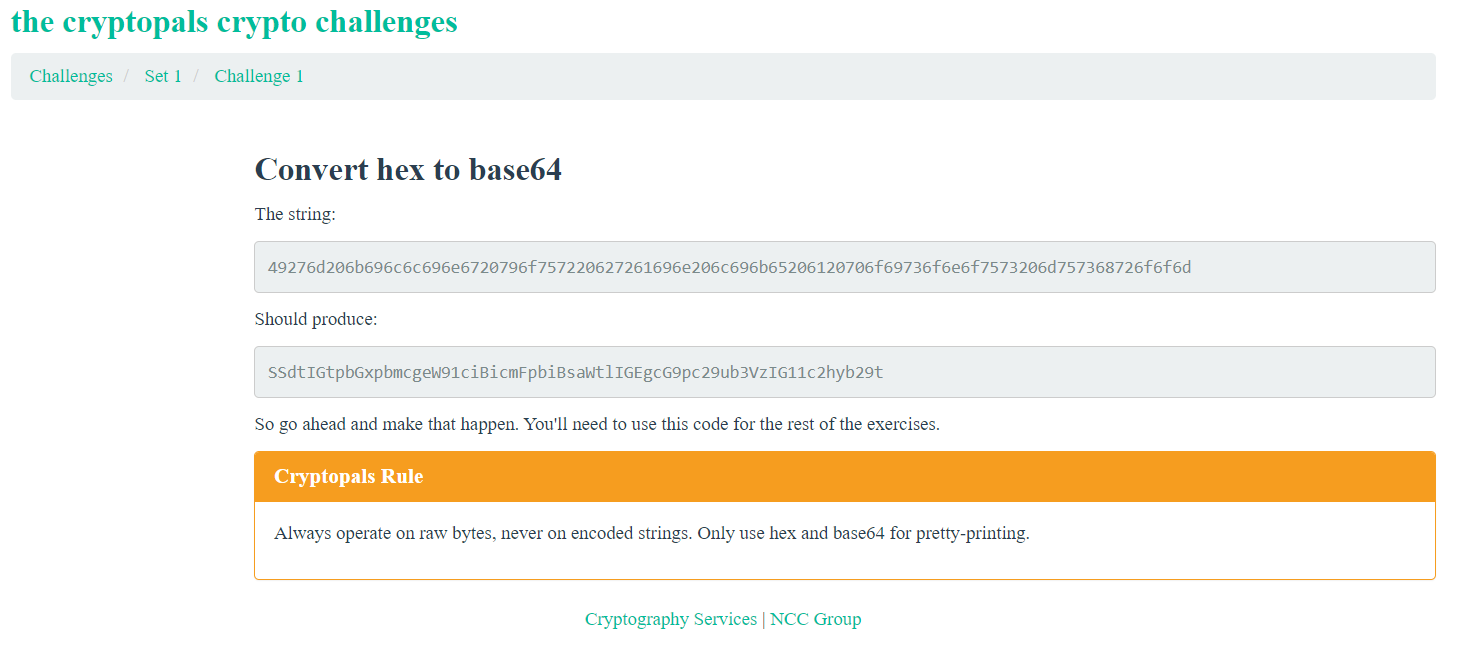 the cryptopals crypto challenges
Challenges / Set 1 / Challenge 1
Convert hex to base64
The string:
49276d206b696c6c696e6720796f757220627261696e206c696b65206120706f69736f6e6f7573206d757368726f6f6d
Should produce:
SSdtIGtpbGxpbmcgeW91ciBicmFpbiBsaWtlIGEgcG9pc29ub3VzIG11c2hyb29t
So go ahead and make that happen. You'll need to use this code for the rest of the exercises.
Cryptopals Rule
Always operate on raw bytes, never on encoded strings. Only use hex and base64 for pretty-printing.
Cryptography Services | NCC Group